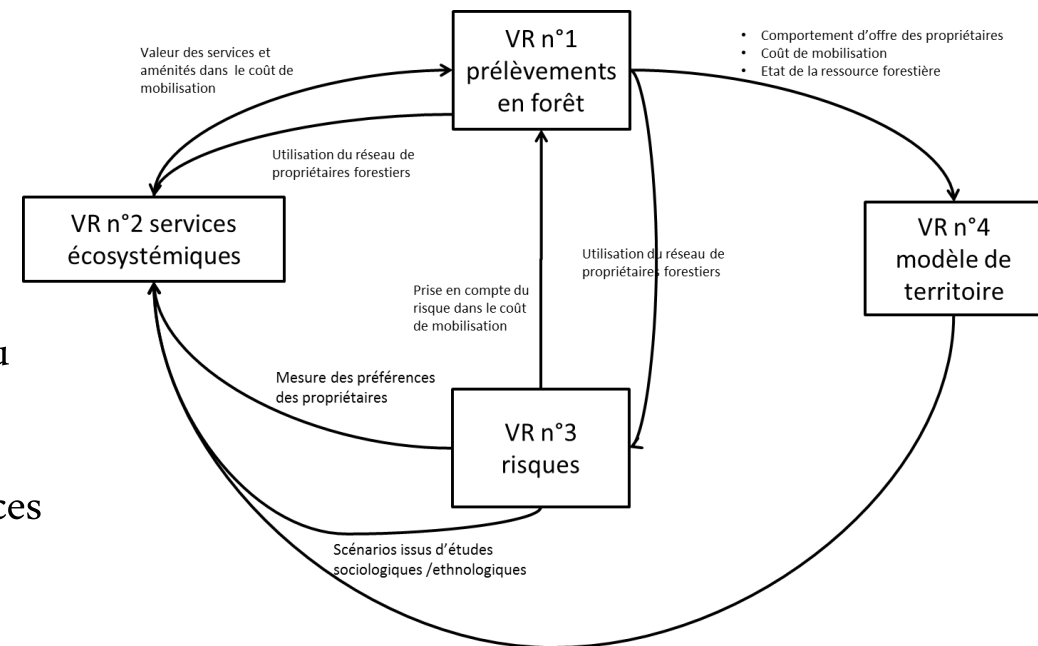 VR n°1
prélèvements
en forêt
Valeur des services et
aménités dans le coût de
mobilisation
• Comportement d'offre des propriétaires
• Coût de mobilisation
• Etat de la ressource forestière
Utilisation du réseau de
propriétaires forestiers
VR n°2 services
écosystémiques
VR n°4
modèle de
territoire
Utilisation du réseau de
propriétaires forestiers
Prise en compte du
risque dans le coût
de mobilisation
Mesure des préférences
des propriétaires
VR n°3
risques
Scénarios issus d'études
sociologiques /ethnologiques